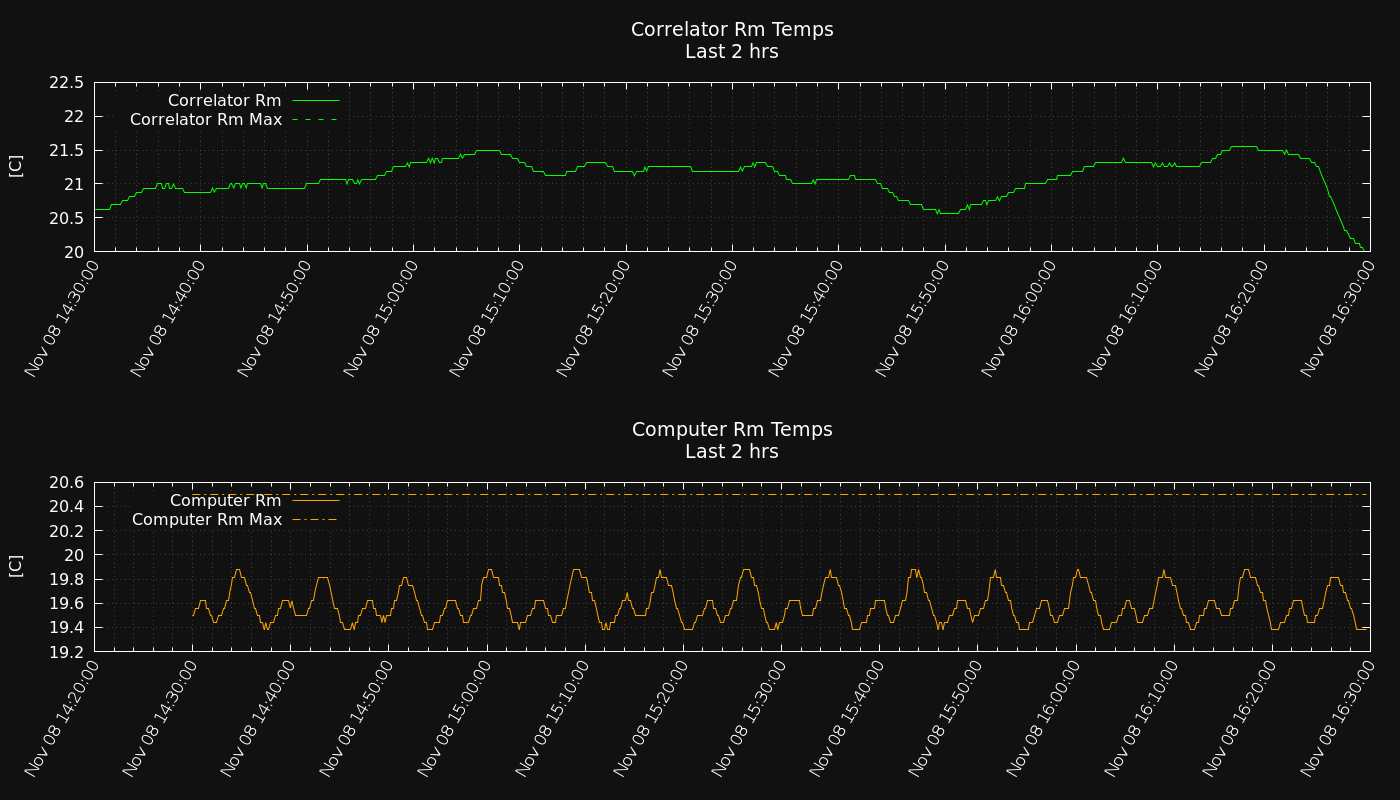 Correlator Rm Temps
Last 2 hrs
22.5
22
21.5
21
20.5
20
[C]
Correlator Rm
Correlator Rm Max
Nov 08 14:30:00
Nov 08 14:40:00
Nov 08 14:50:00
Nov 08 15:00:00
Nov 08 15:10:00
Nov 08 15:20:00
Nov 08 15:30:00
Nov 08 15:40:00
Nov 08 15:50:00
Nov 08 16:00:00
Nov 08 16:10:00
Nov 08 16:20:00
Nov 08 16:30:00
Computer Rm Temps
Last 2 hrs
20.6
20.4
20.2
20
19.8
19.6
19.4
19.2
[C]
Computer Rm
Computer Rm Max
Nov 08 14:20:00
Nov 08 14:30:00
Nov 08 14:40:00
Nov 08 14:50:00
Nov 08 15:00:00
Nov 08 15:10:00
Nov 08 15:20:00
Nov 08 15:30:00
Nov 08 15:40:00
Nov 08 15:50:00
Nov 08 16:00:00
Nov 08 16:10:00
Nov 08 16:20:00
Nov 08 16:30:00